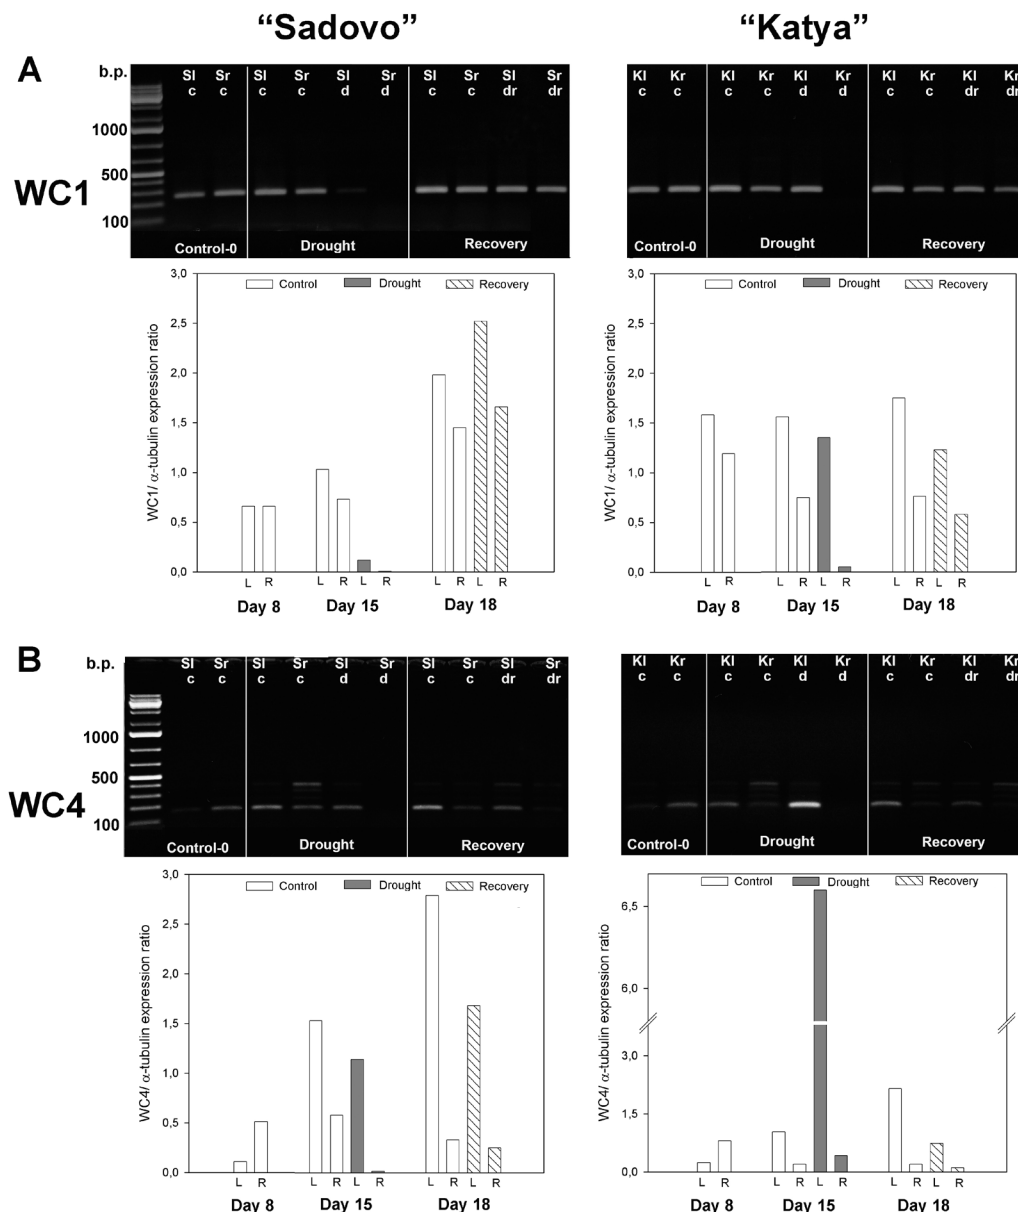 “Sadovo” “Katya”
A
b.p. Sl Sr Sl Sr Sl Sr Sl Sr Sl Sr Kl Kr Kl Kr Kl Kr Kl Kr Kl Kr
c c c c d d c c dr dr c c c c d d c c dr dr
1000
500
WC1
100
Control-0 Drought Recovery Control-0 Drought Recovery
3,0 Control Drought Recovery 3,0 Control Drought Recovery
2,5 2,5
2,0 2,0
1,5 1,5
1,0 1,0
0,5 0,5
0,0 0,0
WC1/ α-tubulin expression ratio WC1/ α-tubulin expression ratio
L R L R L R L R L R L R L R L R L R L R
Day 8 Day 15 Day 18 Day 8 Day 15 Day 18
B
b.p. Sl Sr Sl Sr Sl Sr Sl Sr Sl Sr Kl Kr Kl Kr Kl Kr Kl Kr Kl Kr
c c c c d d c c dr dr c c c c d d c c dr dr
1000
500
WC4
100
Control-0 Drought Recovery Control-0 Drought Recovery
3,0 Control Drought Recovery Control Drought Recovery
2,5 6,5
2,0 6,0
1,5 3,0
1,0 1,5
0,5 0,0
0,0
WC4/ α-tubulin expression ratio WC4/ α-tubulin expression ratio
L R L R L R L R L R L R L R L R L R L R
Day 8 Day 15 Day 18 Day 8 Day 15 Day 18